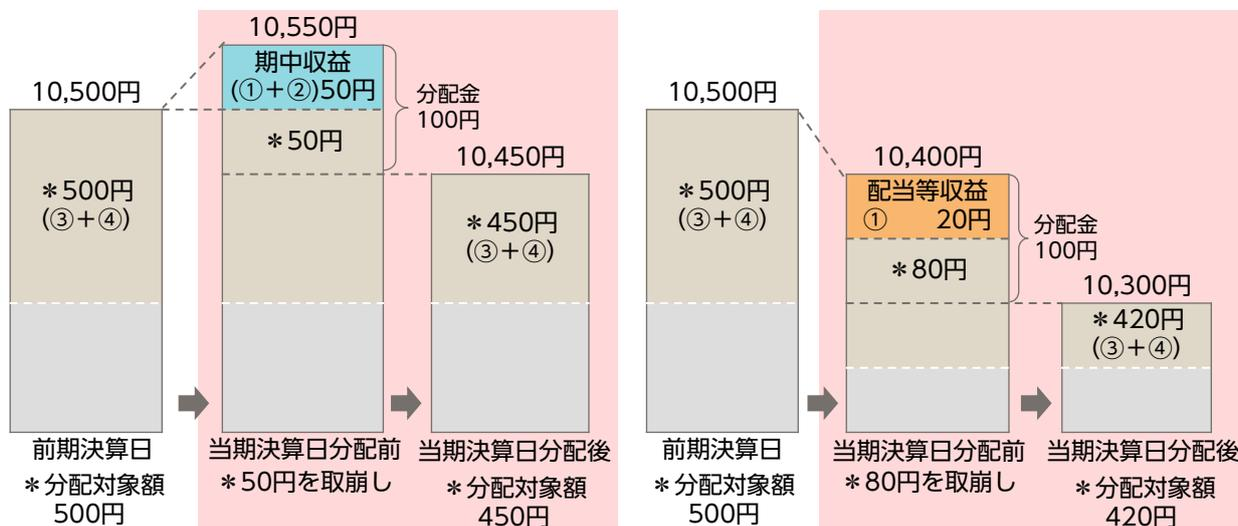 10,500円
＊500円
(③＋④)
前期決算日
＊分配対象額
500円
10,550円
期中収益
(①＋②)50円
＊50円
分配金
100円
当期決算日分配前
＊50円を取崩し
10,450円
＊450円
(③＋④)
当期決算日分配後
＊分配対象額
450円
10,500円
＊500円
(③＋④)
前期決算日
＊分配対象額
500円
10,400円
配当等収益
① 20円
＊80円
分配金
100円
当期決算日分配前
＊80円を取崩し
10,300円
＊420円
(③＋④)
当期決算日分配後
＊分配対象額
420円